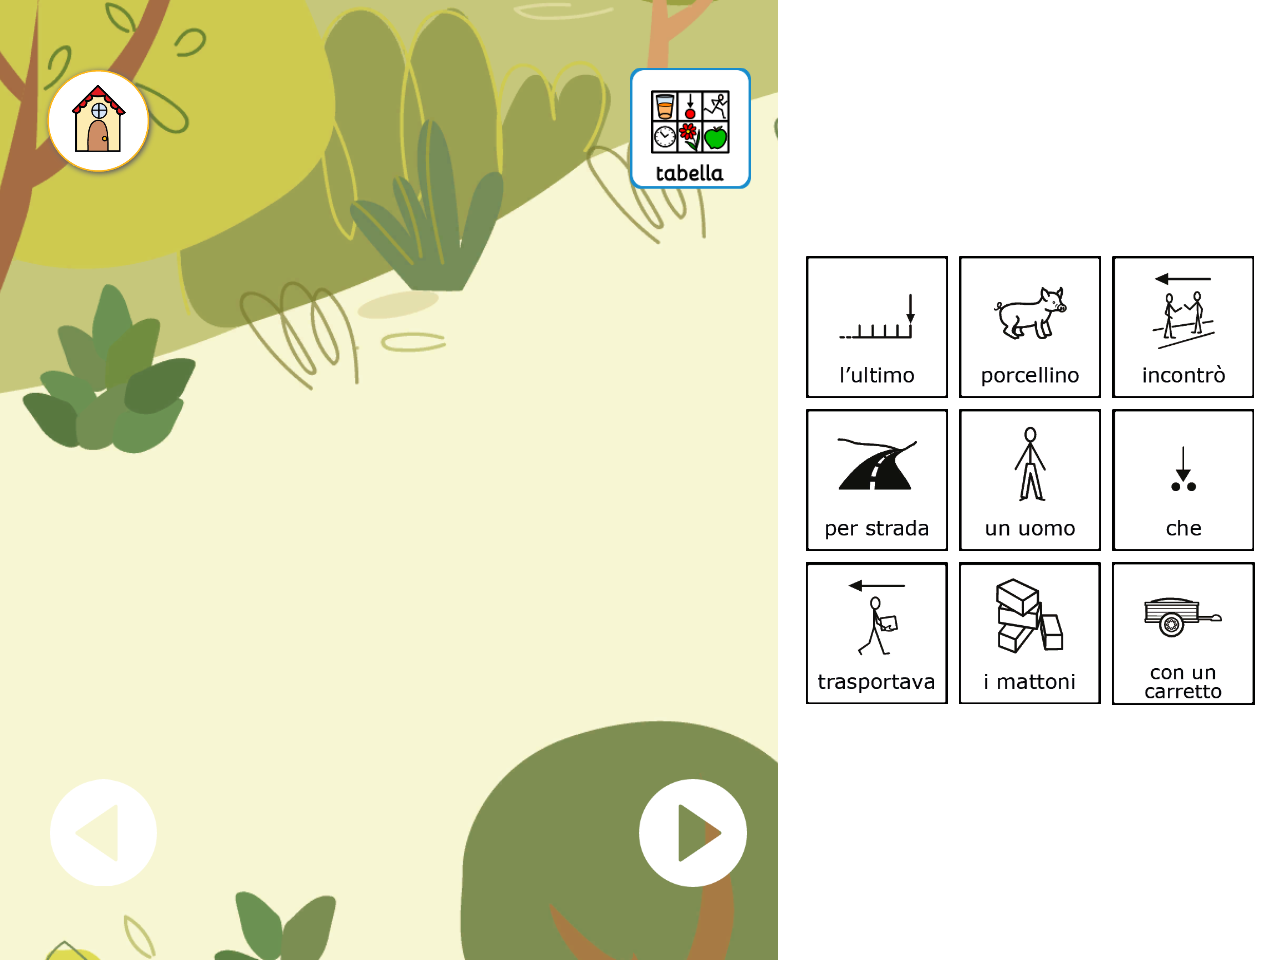 tabella
l’ultimo
porcellino
incontrò
per strada
un uomo
che
trasportava
i mattoni
con un
carretto